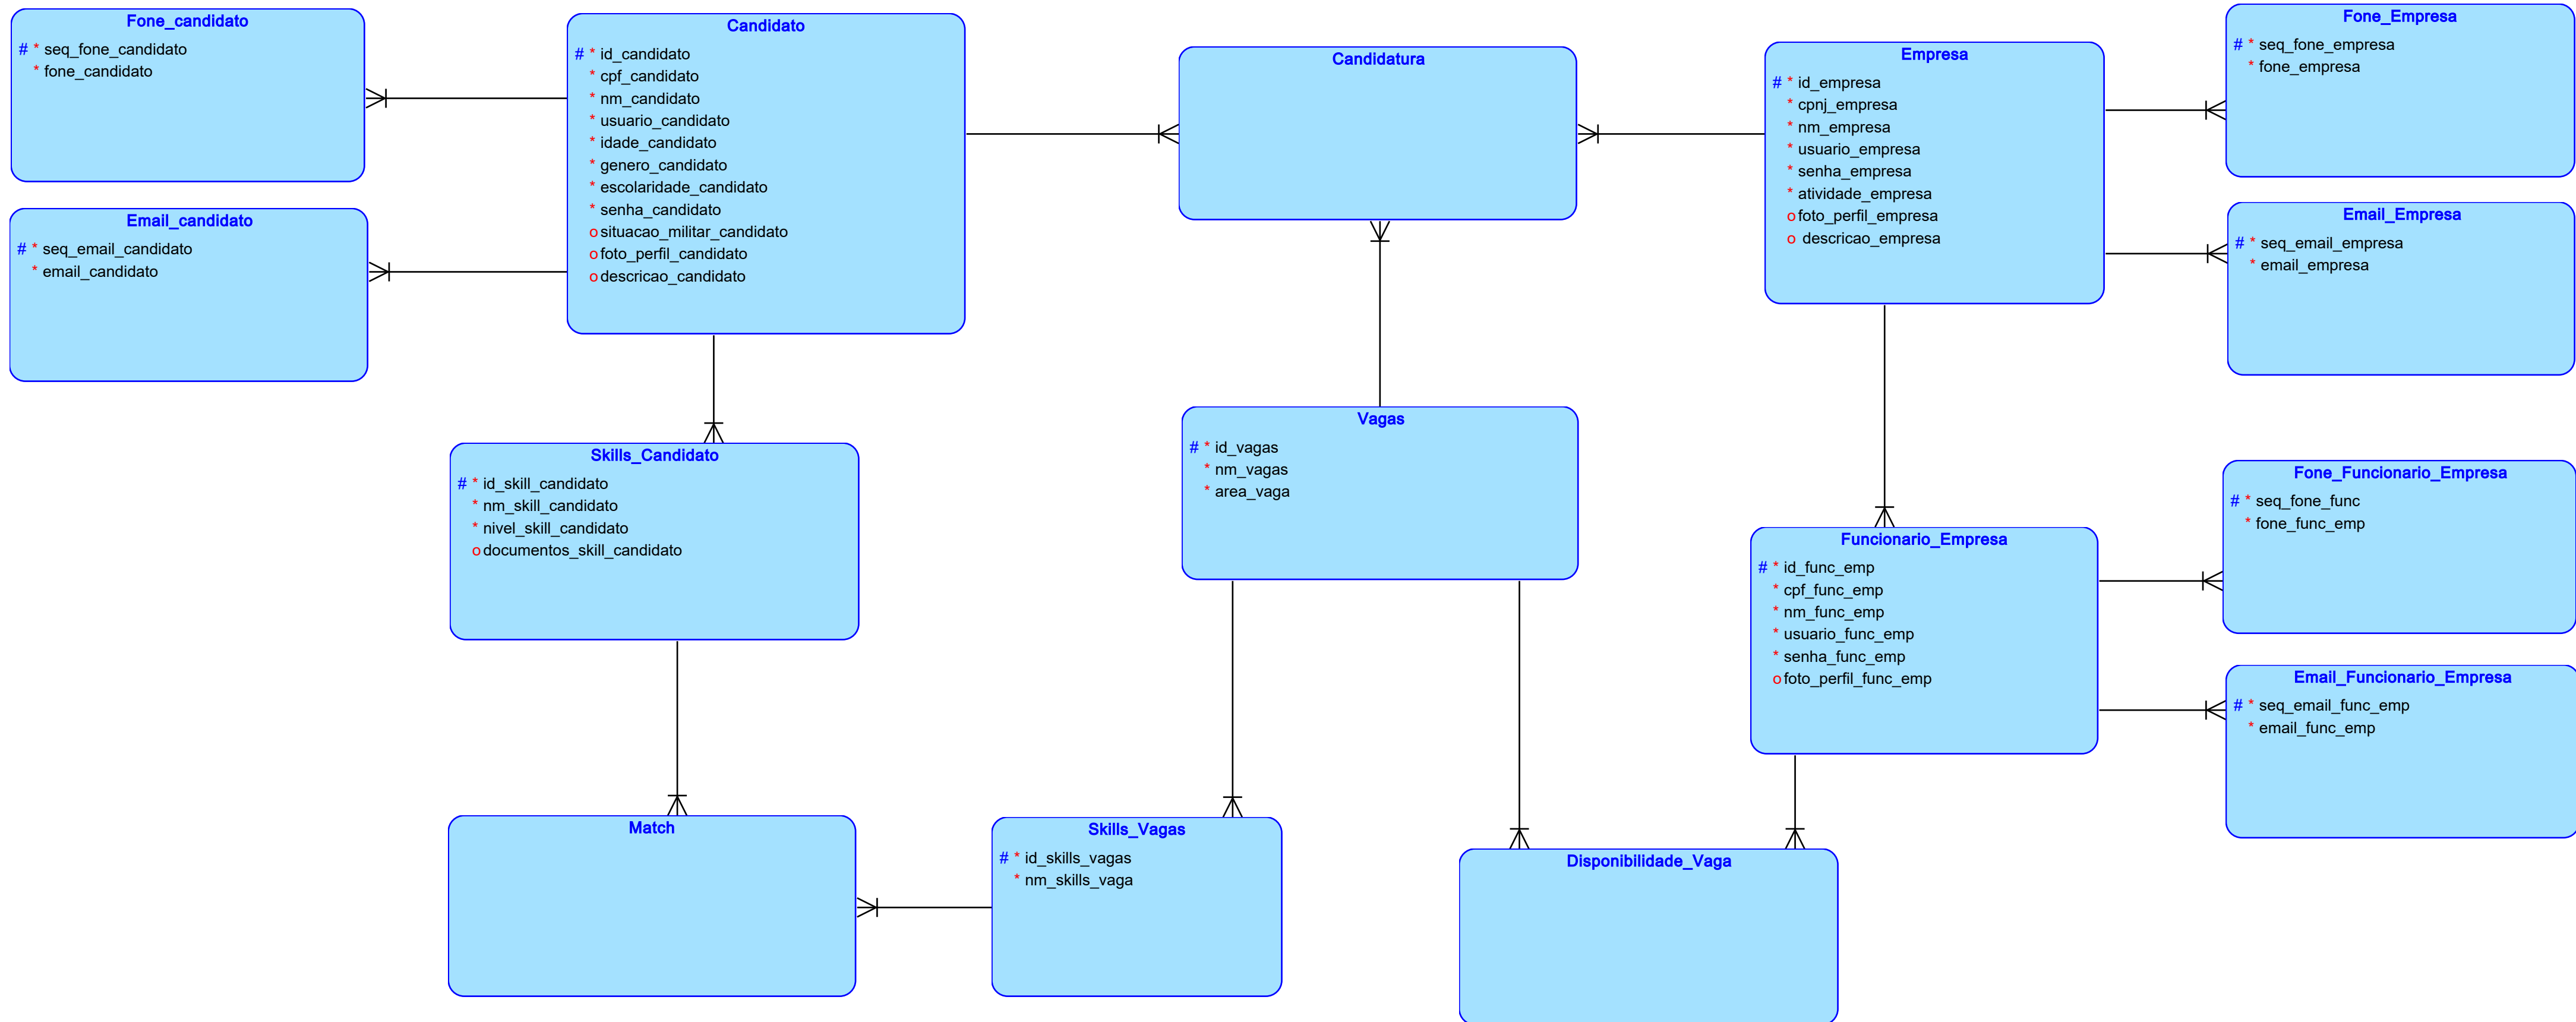 Fone_candidato
# * seq_fone_candidato
* fone_candidato
Email_candidato
# * seq_email_candidato
* email_candidato
Candidato
# * id_candidato
* cpf_candidato
* nm_candidato
* usuario_candidato
* idade_candidato
* genero_candidato
* escolaridade_candidato
* senha_candidato
o situacao_militar_candidato
o foto_perfil_candidato
o descricao_candidato
Candidatura
Empresa
# * id_empresa
* cpnj_empresa
* nm_empresa
* usuario_empresa
* senha_empresa
* atividade_empresa
o foto_perfil_empresa
o descricao_empresa
Fone_Empresa
# * seq_fone_empresa
* fone_empresa
Email_Empresa
# * seq_email_empresa
* email_empresa
Skills_Candidato
# * id_skill_candidato
* nm_skill_candidato
* nivel_skill_candidato
o documentos_skill_candidato
Vagas
# * id_vagas
* nm_vagas
* area_vaga
Funcionario_Empresa
# * id_func_emp
* cpf_func_emp
* nm_func_emp
* usuario_func_emp
* senha_func_emp
o foto_perfil_func_emp
Fone_Funcionario_Empresa
# * seq_fone_func
* fone_func_emp
Email_Funcionario_Empresa
# * seq_email_func_emp
* email_func_emp
Match
Skills_Vagas
# * id_skills_vagas
* nm_skills_vaga
Disponibilidade_Vaga